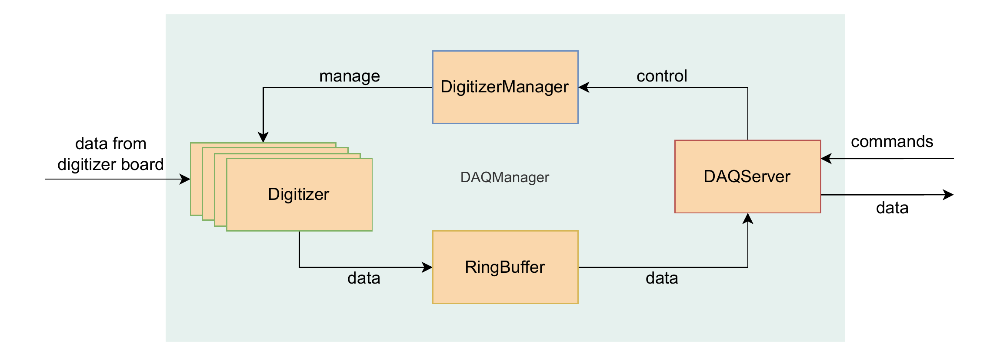 manage
DigitizerManager
control
data from
digitizer board
commands
DAQManager
DAQServer
Digitizer
data
RingBuffer
data
data